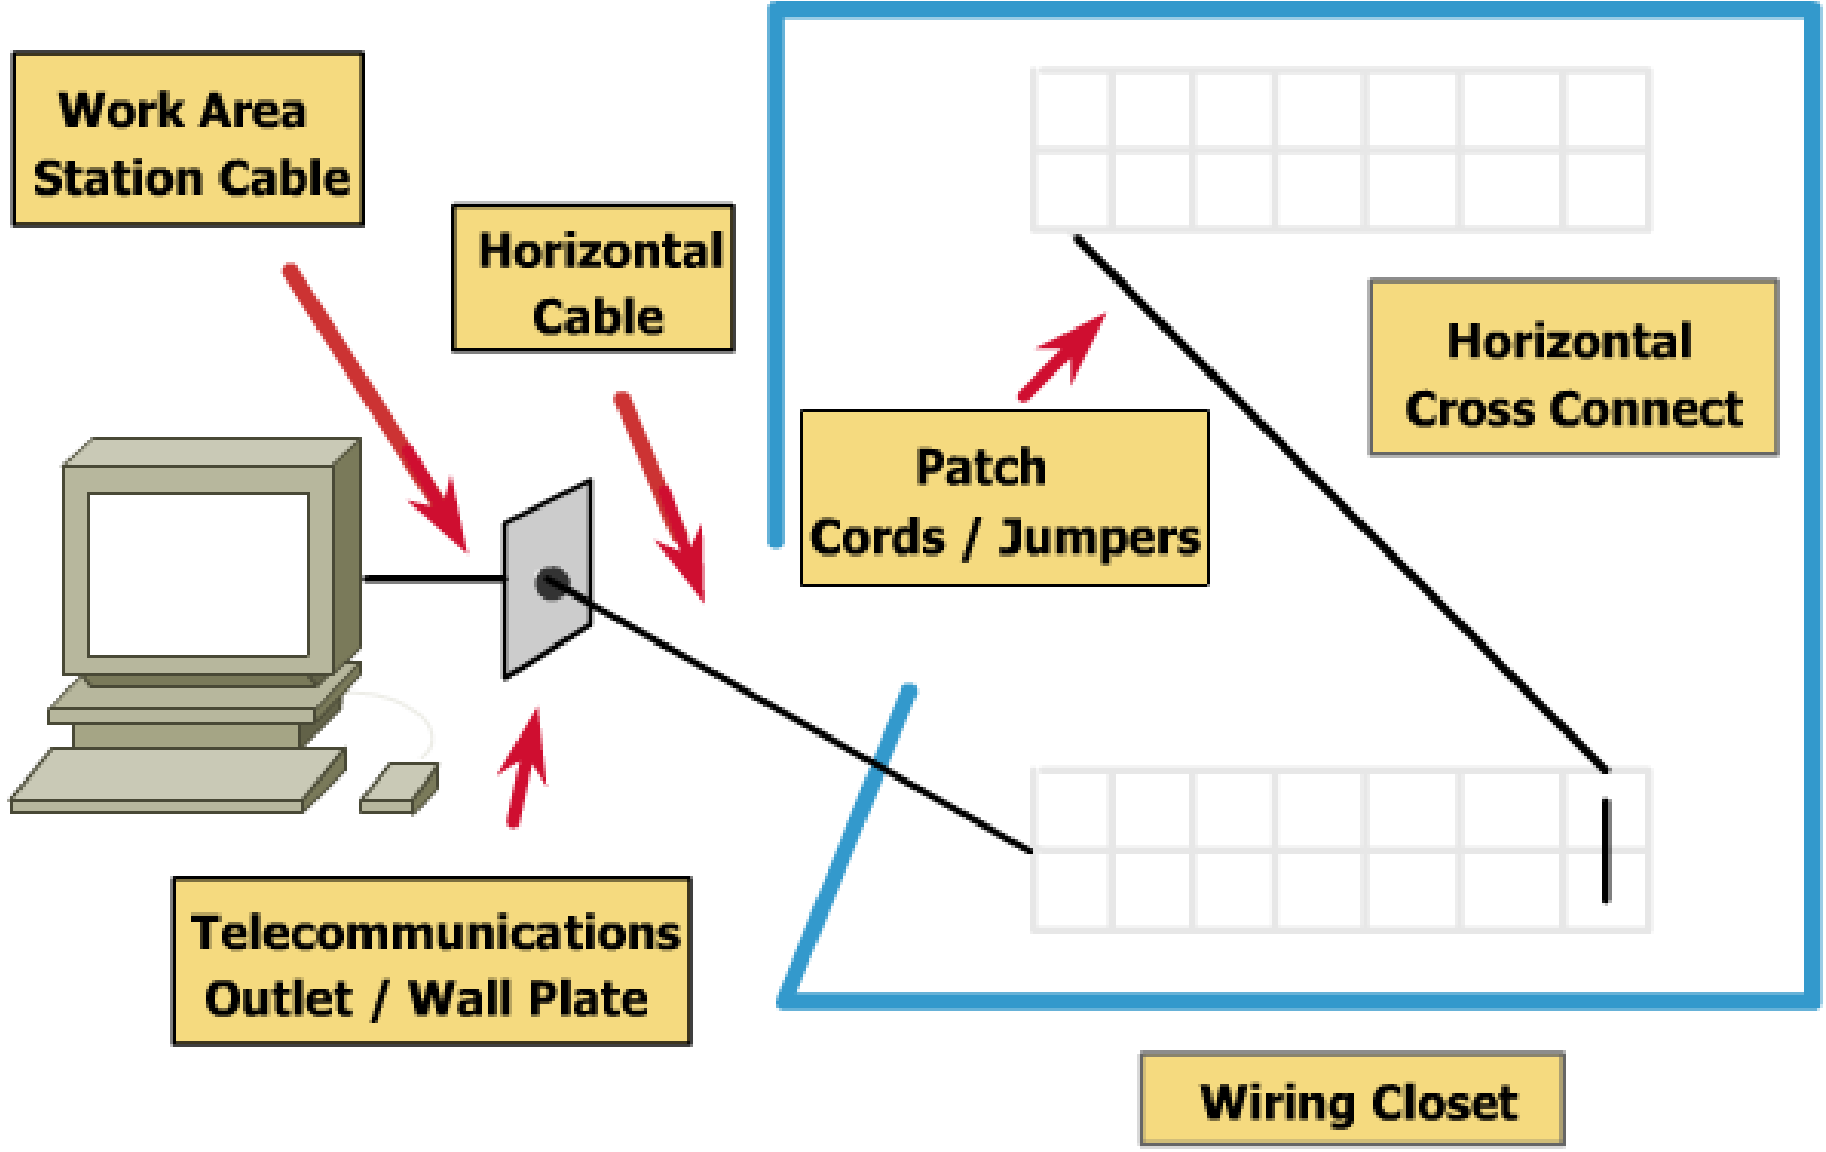 Work Area
Station Cable
Horizontal
Cable
Horizontal
Cross Connect
Patch
Cords / Jumpers
Telecommunications
Outlet / Wall Plate
Wiring Closet